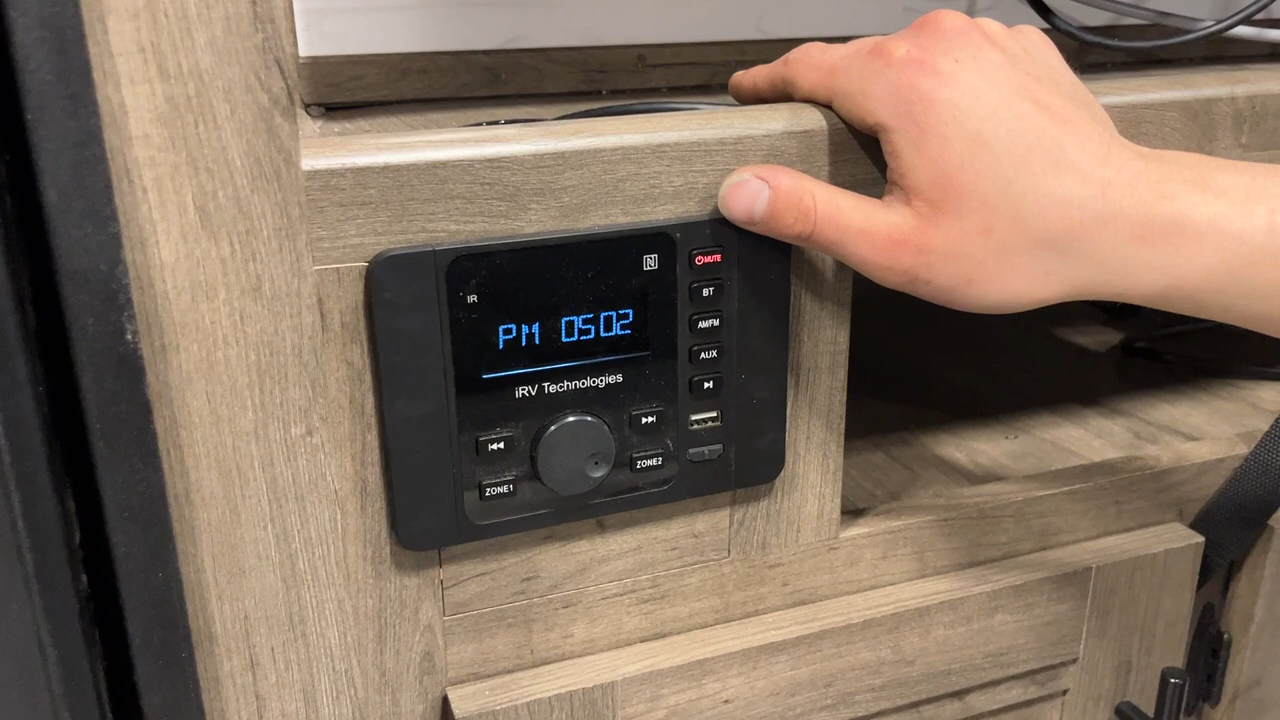 IR
PM 0502
iRV Technologies
ZONE1
ZONE2
MUTE
BT
AM/FM
AUX